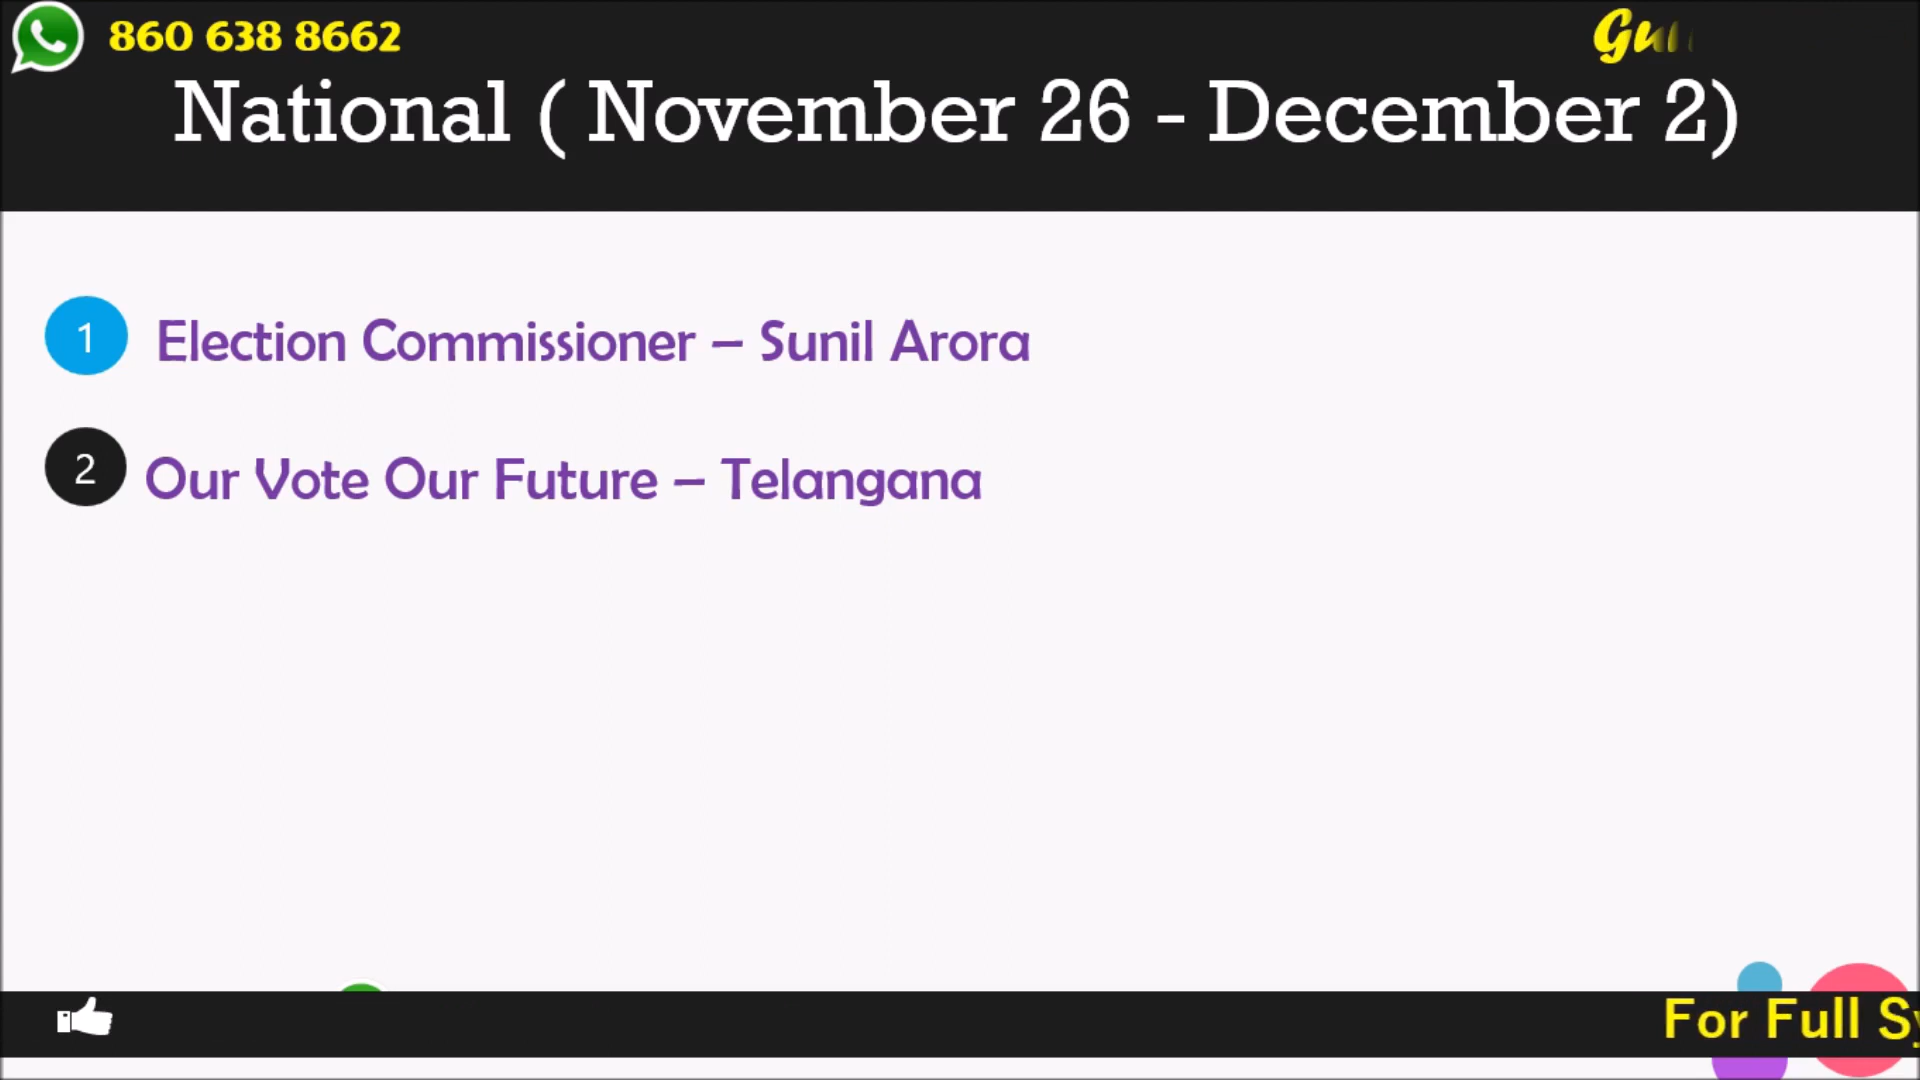 860 638 8662
National ( November 26 - December 2)
1 Election Commissioner – Sunil Arora
2 Our Vote Our Future – Telangana
For Full